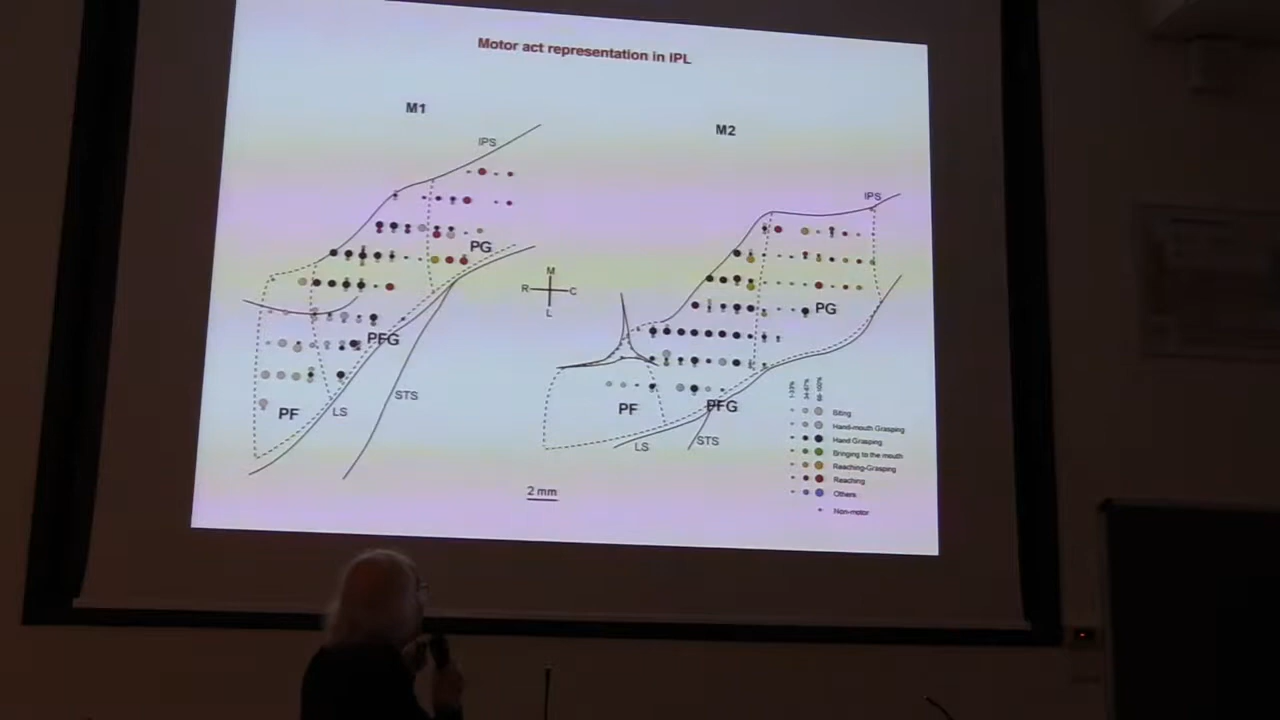 Motor act representation in IPL
M1
M2
IPS
IPS
PG
M
R C
L
PG
PFG
PF
LS
STS
PF
PFG
LS
STS
2 mm
Biting
Hand-mouth Grasping
Hand Grasping
Bringing to the mouth
Reaching-Grasping
Reaching
Others
Non-motor